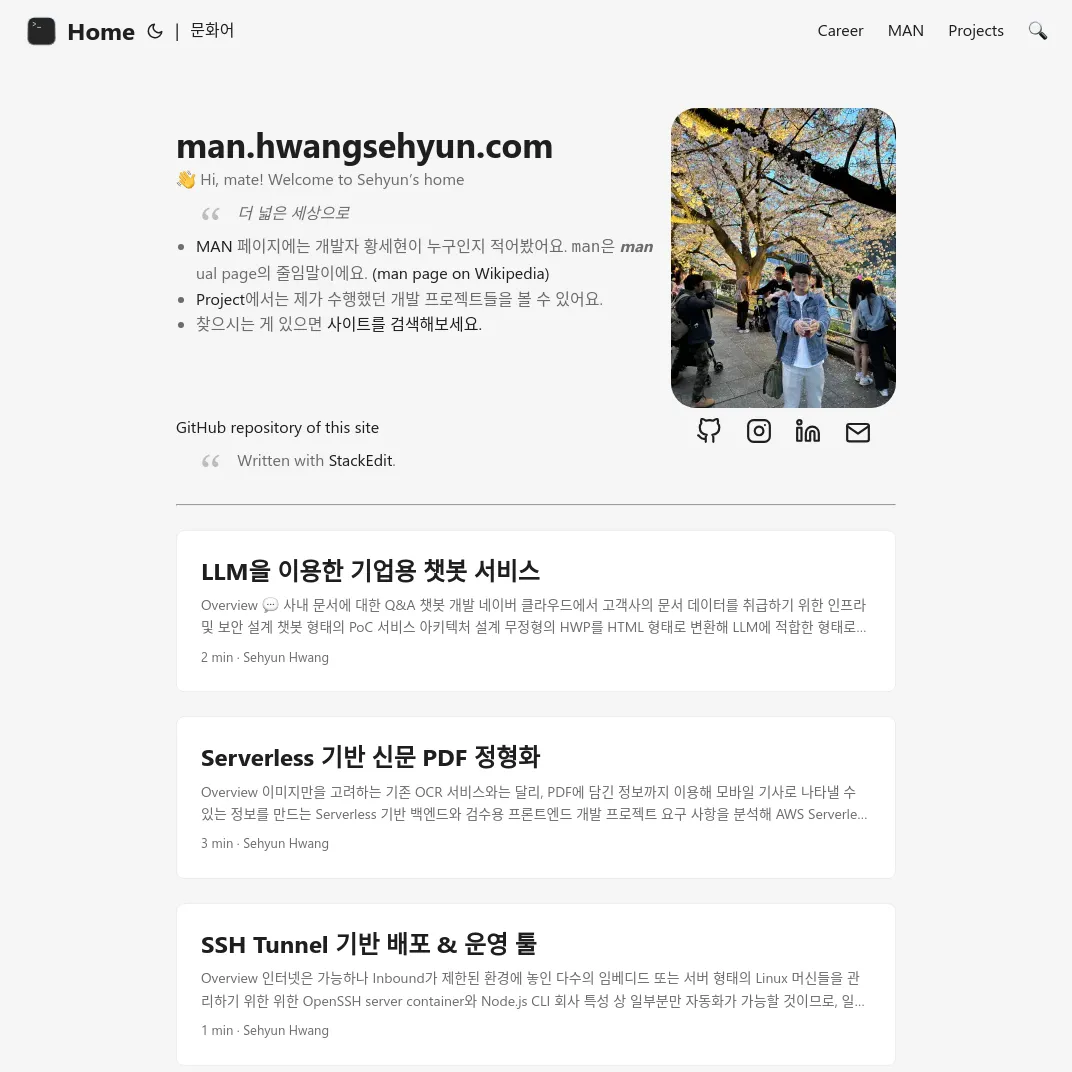 Home | 문화어
Career MAN Projects
man.hwangsehyun.com
👋 Hi, mate! Welcome to Sehyun’s home
“ 더 넓은 세상으로
• MAN 페이지에는 개발자 황세현이 누구인지 적어봤어요. man은 man
ual page의 줄임말이에요. (man page on Wikipedia)
• Project에서는 제가 수행했던 개발 프로젝트들을 볼 수 있어요.
• 찾으시는 게 있으면 사이트를 검색해보세요.
GitHub repository of this site
“ Written with StackEdit.
LLM을 이용한 기업용 챗봇 서비스
Overview 💬 사내 문서에 대한 Q&A 챗봇 개발 네이버 클라우드에서 고객사의 문서 데이터를 취급하기 위한 인프라
및 보안 설계 챗봇 형태의 PoC 서비스 아키텍처 설계 무정형의 HWP를 HTML 형태로 변환해 LLM에 적합한 형태로...
2 min · Sehyun Hwang
Serverless 기반 신문 PDF 정형화
Overview 이미지만을 고려하는 기존 OCR 서비스와는 달리, PDF에 담긴 정보까지 이용해 모바일 기사로 나타낼 수
있는 정보를 만드는 Serverless 기반 백엔드와 검수용 프론트엔드 개발 프로젝트 요구 사항을 분석해 AWS Serverle...
3 min · Sehyun Hwang
SSH Tunnel 기반 배포 & 운영 툴
Overview 인터넷은 가능하나 Inbound가 제한된 환경에 놓인 다수의 임베디드 또는 서버 형태의 Linux 머신들을 관
리하기 위한 위한 OpenSSH server container와 Node.js CLI 회사 특성 상 일부분만 자동화가 가능할 것이므로, 일...
1 min · Sehyun Hwang